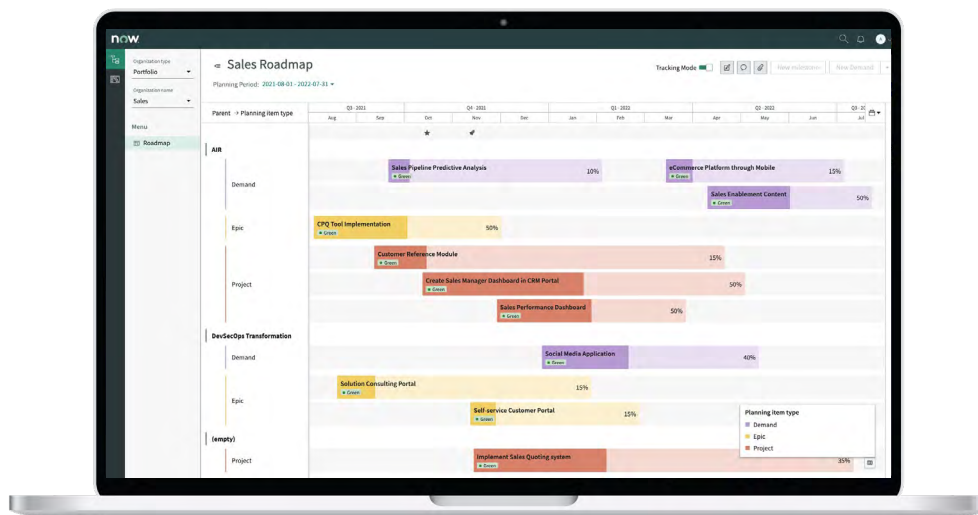 now.
Organization type
Portfolio
Organization name
Sales
Menu
Roadmap
Sales Roadmap
Planning Period: 2021-08-01 - 2022-07-31
Tracking Mode
New milestone
New Demand
Parent → Planning item type
Q3-2021
Q4-2021
Q1-2022
Q2-2022
Aug
Sep
Oct
Nov
Dec
Jan
Feb
Mar
Apr
May
Jun
Jul
AIR
Demand
Sales Pipeline Predictive Analysis
Green
10%
eCommerce Platform through Mobile
Green
15%
Sales Enablement Content
Green
50%
Epic
CPQ Tool Implementation
Green
50%
Project
Customer Reference Module
Green
15%
Create Sales Manager Dashboard in CRM Portal
Green
50%
Sales Performance Dashboard
Green
50%
DevSecOps Transformation
Demand
Social Media Application
Green
40%
Epic
Solution Consulting Portal
Green
15%
Self-service Customer Portal
Green
15%
(empty)
Project
Implement Sales Quoting system
Green
35%
Planning item type
Demand
Epic
Project